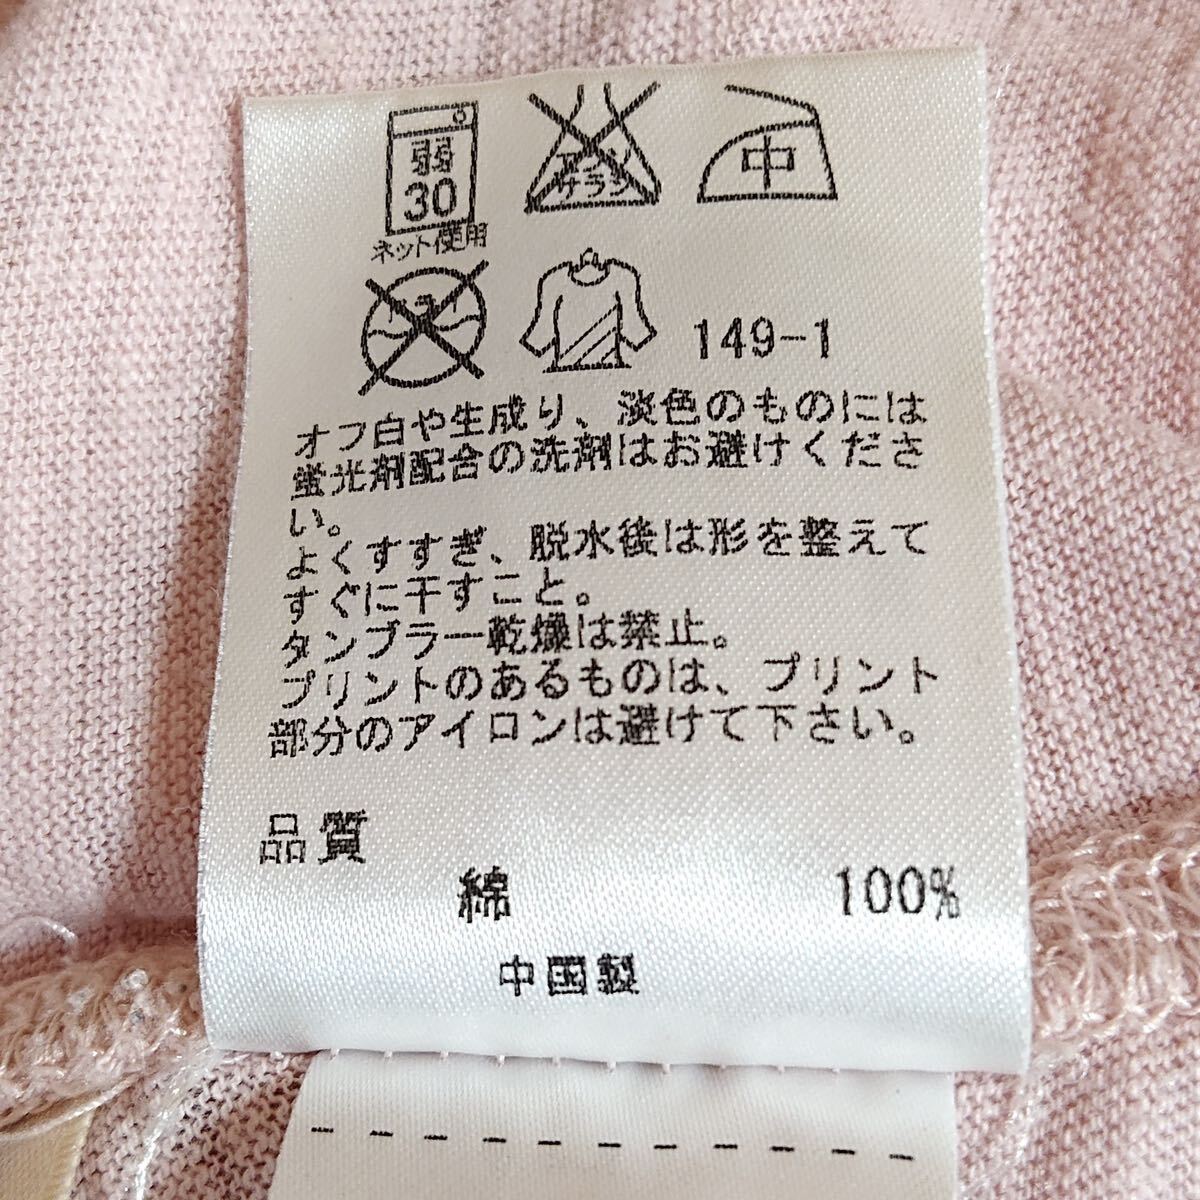 弱
30
ネット使用
エンソ
サラシ
中
149-1
オフ白や生成り、淡色のものには
蛍光剤配合の洗剤はお避けくださ
い。
よくすすぎ、脱水後は形を整えて
すぐに干すこと。
タンブラー乾燥は禁止。
プリントのあるものは、プリント
部分のアイロンは避けて下さい。
品質
綿 100%
中国製